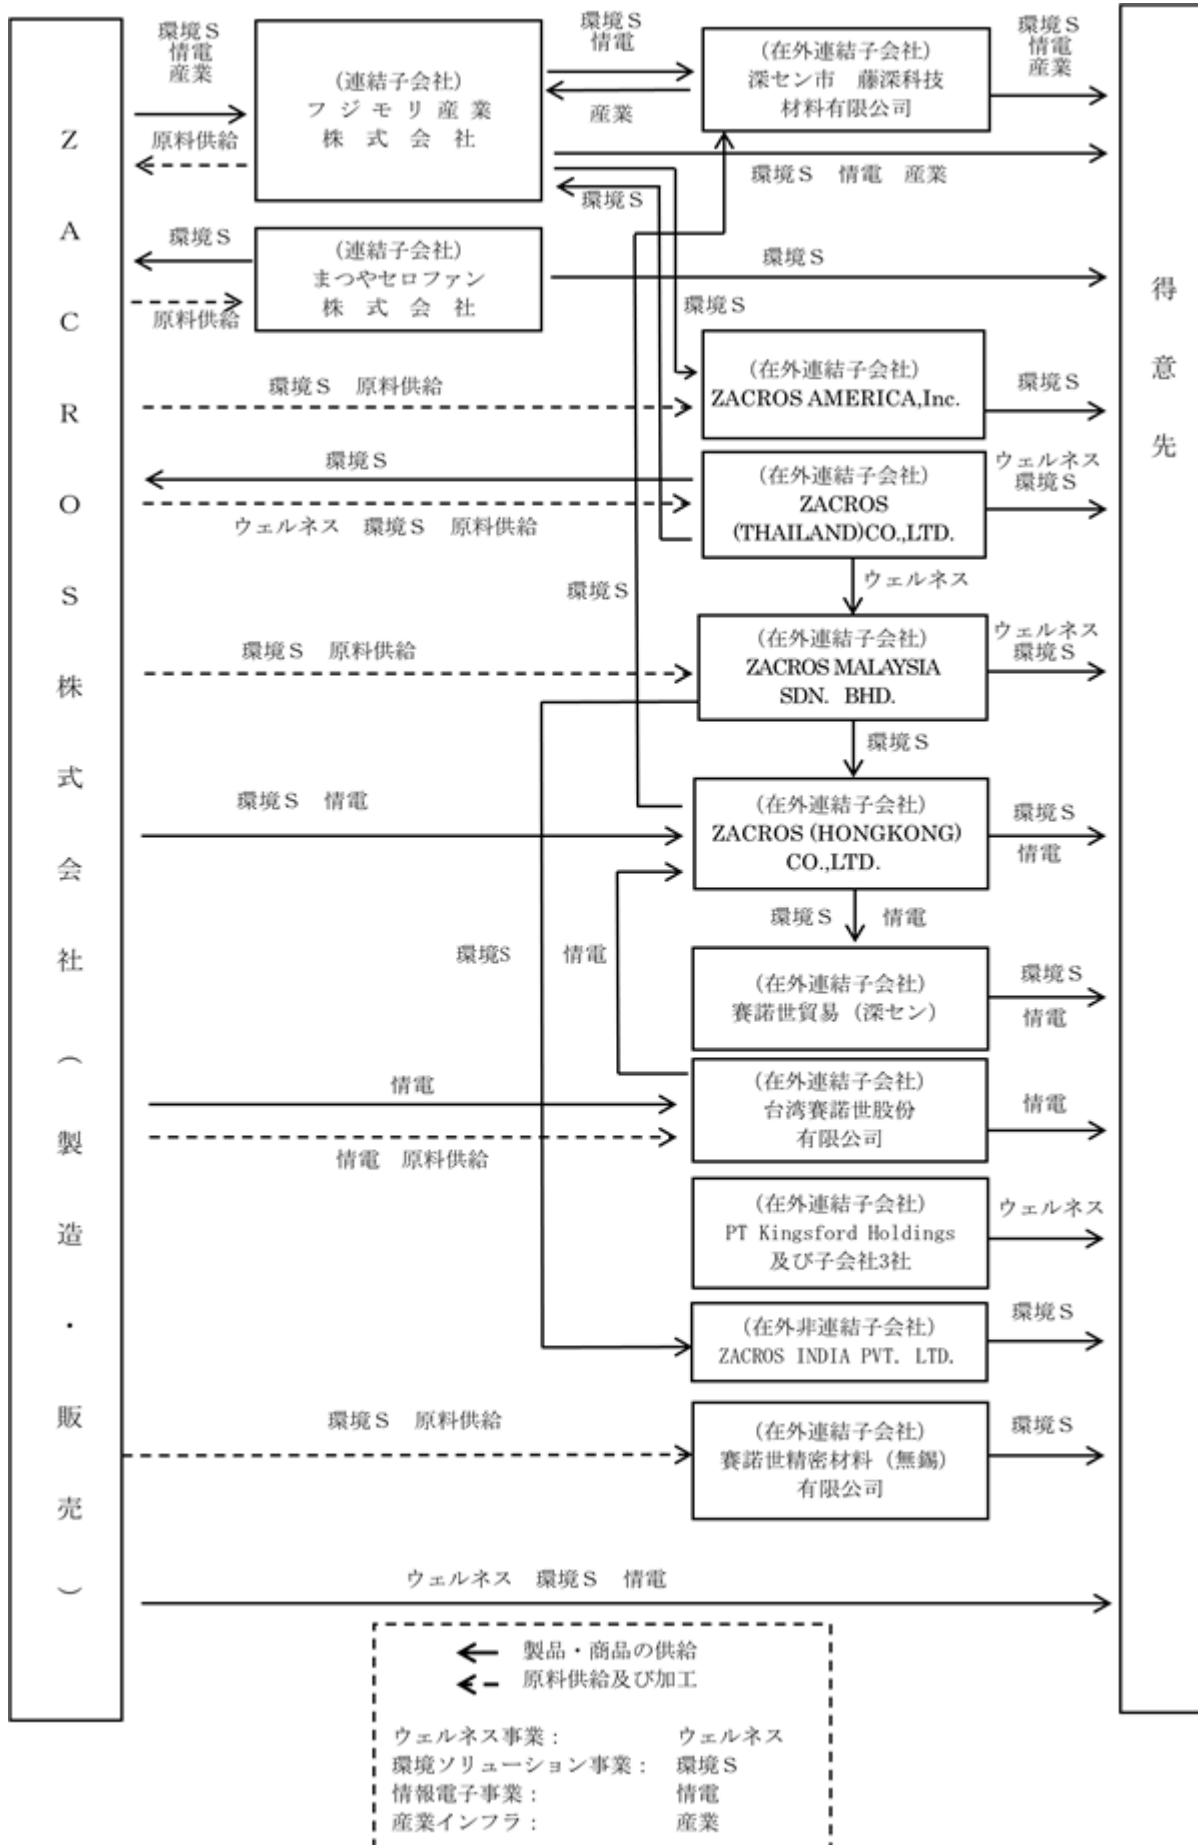 ZACROS株式会社(製造・販売)
環境S
情電
産業
原料供給
(連結子会社)
フジモリ産業
株式会社
環境S
情電
産業
(在外連結子会社)
深セン市 藤深科技
材料有限公司
環境S
情電
産業
環境S 情電 産業
環境S
環境S
原料供給
(連結子会社)
まつやセロファン
株式会社
環境S
環境S
得意先
環境S 原料供給
(在外連結子会社)
ZACROS AMERICA,Inc.
環境S
環境S
ウェルネス 環境S 原料供給
(在外連結子会社)
ZACROS
(THAILAND)CO.,LTD.
ウェルネス
環境S
ウェルネス
環境S
環境S 原料供給
(在外連結子会社)
ZACROS MALAYSIA
SDN. BHD.
ウェルネス
環境S
環境S
環境S 情電
(在外連結子会社)
ZACROS (HONGKONG)
CO.,LTD.
環境S
情電
環境S 情電
環境S 情電
(在外連結子会社)
賽諾世貿易(深セン)
環境S
情電
情電
情電 原料供給
(在外連結子会社)
台湾賽諾世股份
有限公司
情電
(在外連結子会社)
PT Kingsford Holdings
及び子会社3社
ウェルネス
(在外非連結子会社)
ZACROS INDIA PVT. LTD.
環境S
環境S 原料供給
(在外連結子会社)
賽諾世精密材料(無錫)
有限公司
環境S
ウェルネス 環境S 情電
製品・商品の供給
原料供給及び加工
ウェルネス事業: ウェルネス
環境ソリューション事業: 環境S
情報電子事業: 情電
産業インフラ: 産業